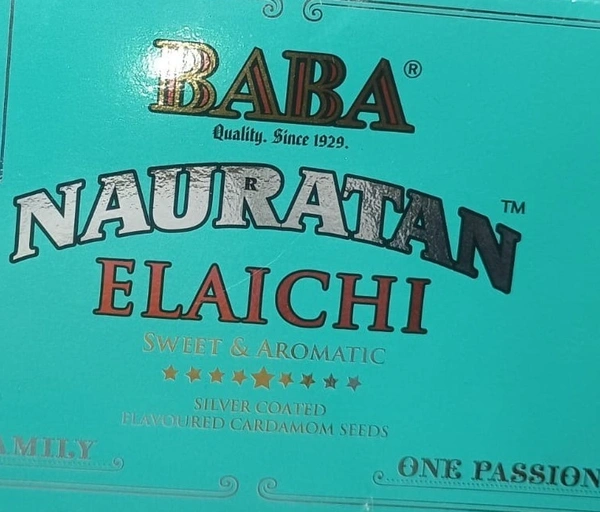 BABA®
Quality. Since 1929.
NAURATAN™
ELAICHI
SWEET & AROMATIC
SILVER COATED
FLAVOURED CARDAMOM SEEDS
AMILY
ONE PASSION